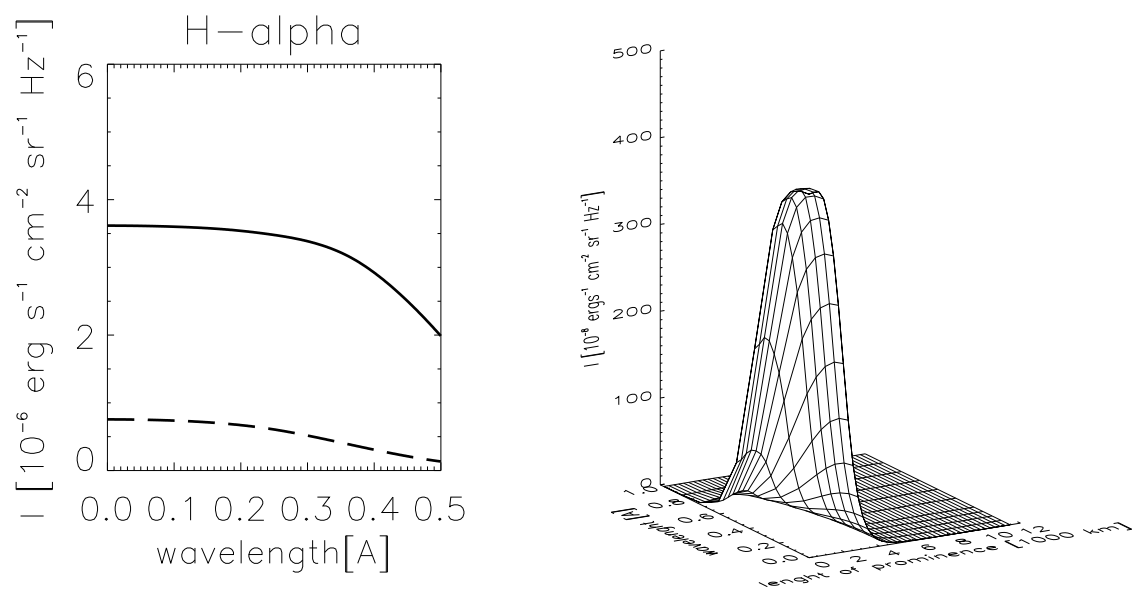 H−alpha
I [10⁻⁶ erg s⁻¹ cm⁻² sr⁻¹ Hz⁻¹]
6
4
2
0
0.0 0.1 0.2 0.3 0.4 0.5
wavelength[A]
500
400
300
200
100
0
I [10⁻⁸ ergs⁻¹ cm⁻² sr⁻¹ Hz⁻¹]
1.0
0.8
0.6
0.4
0.2
0.0
wavelenght [A]
0 2 4 6 8 10 12
lenght of prominence [1000 km]